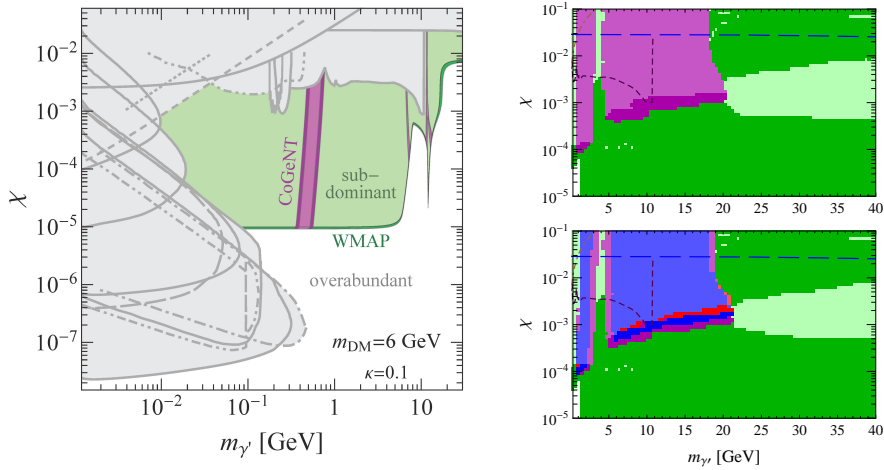 10⁻²
10⁻³
10⁻⁴
10⁻⁵
10⁻⁶
10⁻⁷
χ
CoGeNT
sub-
dominant
WMAP
overabundant
m_DM=6 GeV
κ=0.1
10⁻² 10⁻¹ 1 10
m_γ' [GeV]
10⁻¹
10⁻²
10⁻³
10⁻⁴
10⁻⁵
χ
5 10 15 20 25 30 35 40
10⁻¹
10⁻²
10⁻³
10⁻⁴
10⁻⁵
χ
5 10 15 20 25 30 35 40
m_γ' [GeV]